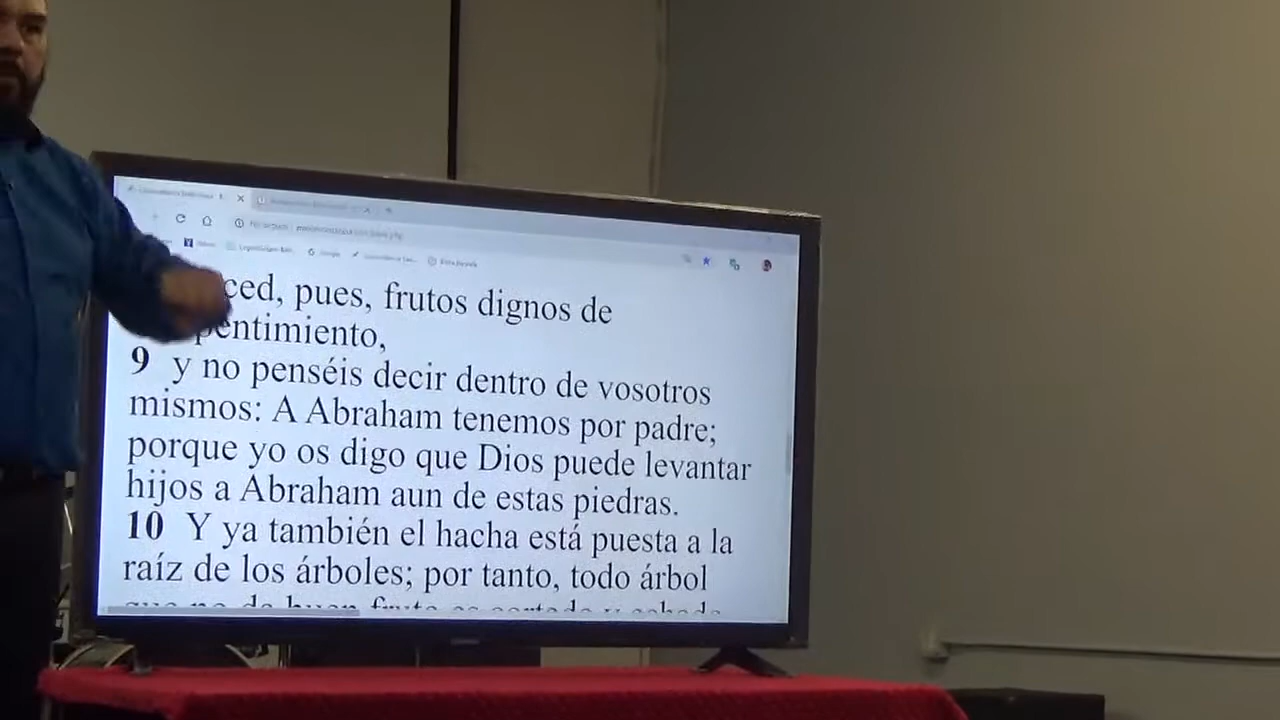 ced, pues, frutos dignos de
pentimiento,
9 y no penséis decir dentro de vosotros
mismos: A Abraham tenemos por padre;
porque yo os digo que Dios puede levantar
hijos a Abraham aun de estas piedras.
10 Y ya también el hacha está puesta a la
raíz de los árboles; por tanto, todo árbol